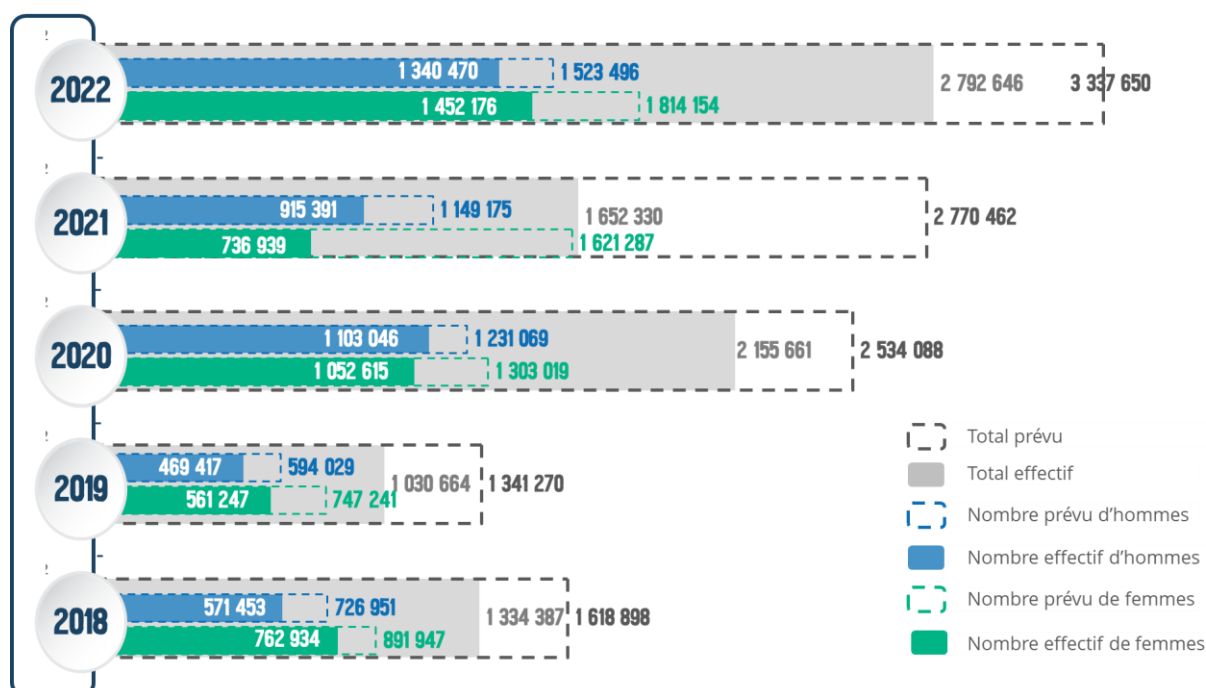 2022
1 340 470
1 523 496
1 452 176
1 814 154
2 792 646
3 337 650
2021
915 391
1 149 175
736 939
1 621 287
1 652 330
2 770 462
2020
1 103 046
1 231 069
1 052 615
1 303 019
2 155 661
2 534 088
2019
469 417
594 029
561 247
747 241
1 030 664
1 341 270
2018
571 453
726 951
762 934
891 947
1 334 387
1 618 898
Total prévu
Total effectif
Nombre prévu d’hommes
Nombre effectif d’hommes
Nombre prévu de femmes
Nombre effectif de femmes